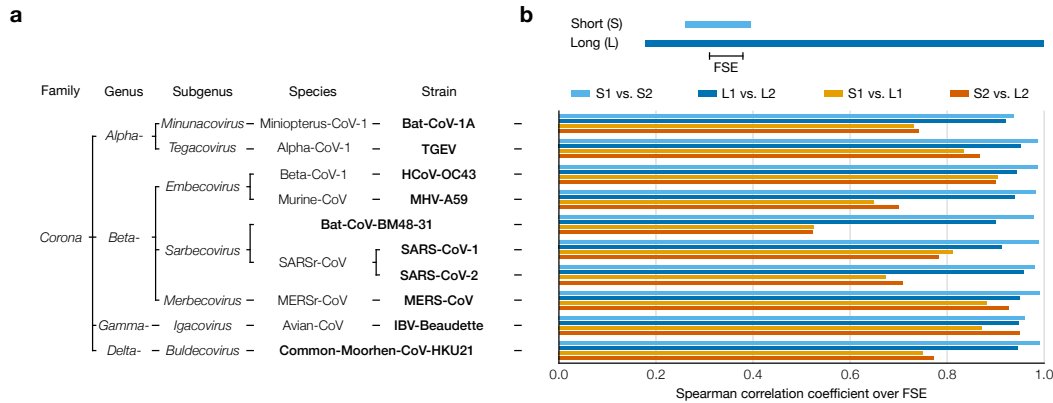 a
Family Genus Subgenus Species Strain
Alpha- Minunacovirus Miniopterus-CoV-1 Bat-CoV-1A
Tegacovirus Alpha-CoV-1 TGEV
Embecovirus Beta-CoV-1 HCoV-OC43
Murine-CoV MHV-A59
Bat-CoV-BM48-31
Corona Beta- Sarbecovirus SARSr-CoV SARS-CoV-1
SARS-CoV-2
Merbecovirus MERSr-CoV MERS-CoV
Gamma- Igacovirus Avian-CoV IBV-Beaudette
Delta- Buldecovirus Common-Moorhen-CoV-HKU21
b
Short (S)
Long (L)
FSE
S1 vs. S2 L1 vs. L2 S1 vs. L1 S2 vs. L2
0.0 0.2 0.4 0.6 0.8 1.0
Spearman correlation coefficient over FSE